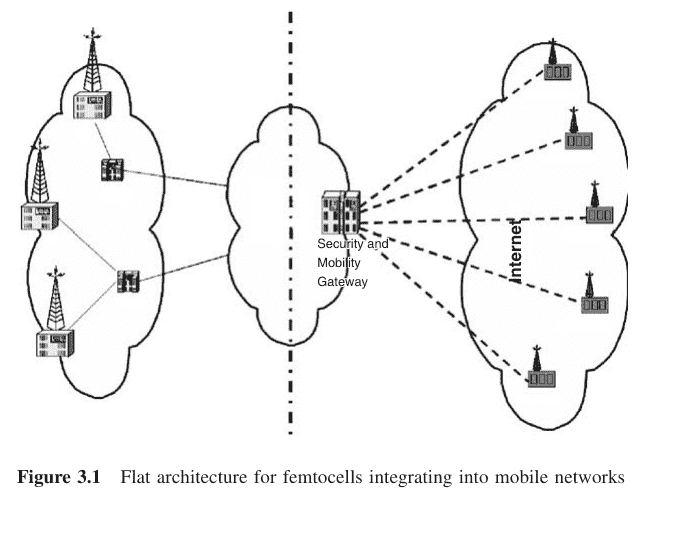 Security and
Mobility
Gateway
Internet
Figure 3.1 Flat architecture for femtocells integrating into mobile networks